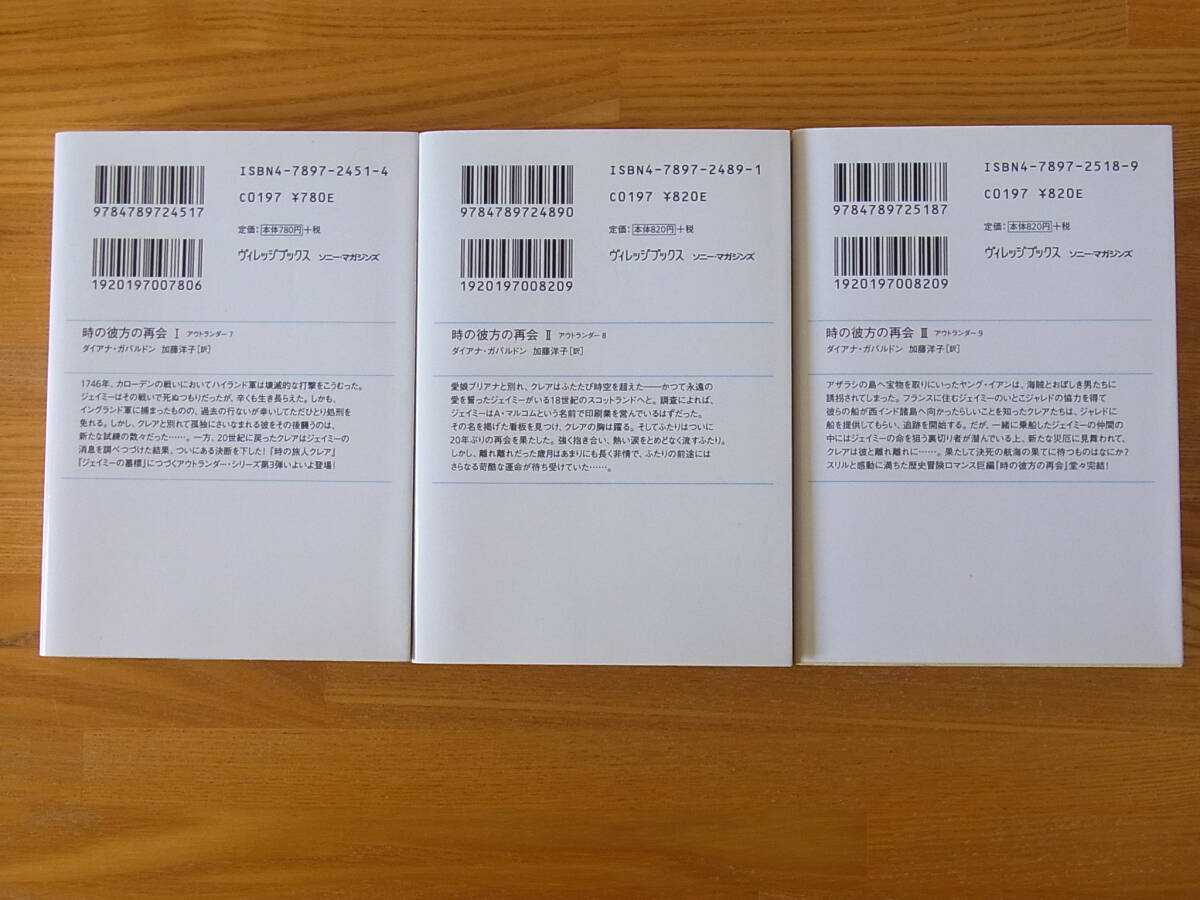 ISBN4-7897-2451-4
9784789724517
C0197 ¥780E
定価:本体780円+税
1920197007806
ヴィレッジブックス ソニー・マガジンズ
時の彼方の再会 Ⅰ アウトランダー7
ダイアナ・ガバルドン 加藤洋子[訳]
1746年、カローデンの戦いにおいてハイランド軍は壊滅的な打撃をこうむった。
ジェイミーはその戦いで死ぬつもりだったが、辛くも生き長らえた。しかも、
イングランド軍に捕まったものの、過去の行ないが幸いしてただひとり処刑を
免れる。しかし、クレアと別れて孤独にさいなまれる彼をその後襲うのは、
新たな試練の数々だった……。一方、20世紀に戻ったクレアはジェイミーの
消息を調べつづけた結果、ついにある決断を下した!『時の旅人クレア』
『ジェイミーの墓標』につづくアウトランダー・シリーズ第3弾いよいよ登場!
ISBN4-7897-2489-1
9784789724890
C0197 ¥820E
定価:本体820円+税
1920197008209
ヴィレッジブックス ソニー・マガジンズ
時の彼方の再会 Ⅱ アウトランダー8
ダイアナ・ガバルドン 加藤洋子[訳]
愛娘ブリアナと別れ、クレアはふたたび時空を超えた――かつて永遠の
愛を誓ったジェイミーがいる18世紀のスコットランドへと。調査によれば、
ジェイミーはA・マルコムという名前で印刷業を営んでいるはずだった。
その名を掲げた看板を見つけ、クレアの胸は躍る。そしてふたりはついに
20年ぶりの再会を果たした。強く抱き合い、熱い涙をとめどなく流すふたり。
しかし、離れ離れだった歳月はあまりにも長く非情で、ふたりの前途には
さらなる苛酷な運命が待ち受けていた……。
ISBN4-7897-2518-9
9784789725187
C0197 ¥820E
定価:本体820円+税
1920197008209
ヴィレッジブックス ソニー・マガジンズ
時の彼方の再会 Ⅲ アウトランダー9
ダイアナ・ガバルドン 加藤洋子[訳]
アザラシの島へ宝物を取りにいったヤング・イアンは、海賊とおぼしき男たちに
誘拐されてしまった。フランスに住むジェイミーのいとこジャレドの協力を得て
彼らの船が西インド諸島へ向かったらしいことを知ったクレアたちは、ジャレドに
船を提供してもらい、追跡を開始する。だが、一緒に乗船したジェイミーの仲間の
中にはジェイミーの命を狙う裏切り者が潜んでいる上、新たな災厄に見舞われて、
クレアは彼と離れ離れに……。果たして決死の航海の果てに待つものはなにか?
スリルと感動に満ちた歴史冒険ロマンス巨編『時の彼方の再会』堂々完結!